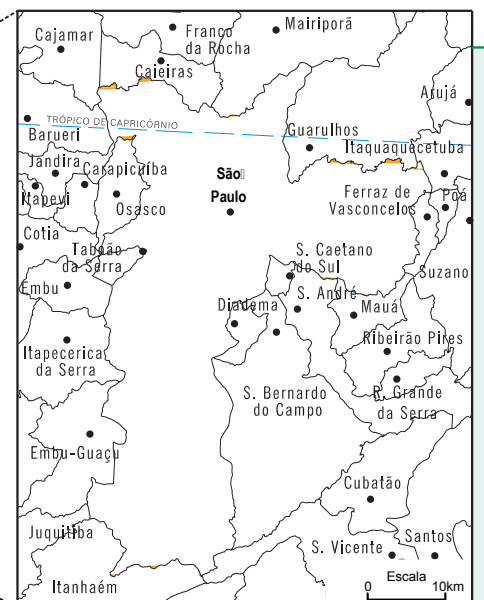 Mairiporã
Franco
da Rocha
Cajamar
Caieiras
Arujá
TRÓPICO DE CAPRICÓRNIO
Barueri
Guarulhos
Itaquaquecetuba
Jandira
Carapicuíba
São
Paulo
Itapevi
Osasco
Ferraz de
Vasconcelos
Poá
Cotia
Taboão
da Serra
S. Caetano
do Sul
Suzano
Embu
S. André
Diadema
Mauá
Ribeirão Pires
Itapecerica
da Serra
S. Bernardo
do Campo
R. Grande
da Serra
Embu-Guaçu
Cubatão
Juquitiba
S. Vicente
Santos
Itanhaém
Escala
0 10km